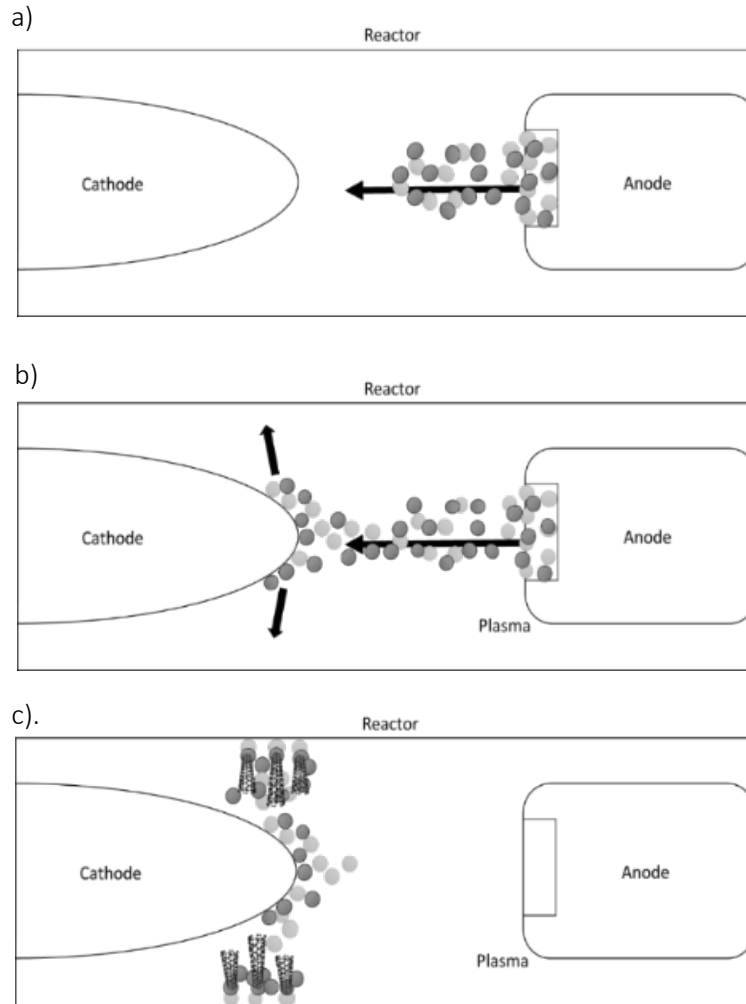 a)
Reactor
Cathode
Anode
b)
Reactor
Cathode
Anode
Plasma
c).
Reactor
Cathode
Anode
Plasma